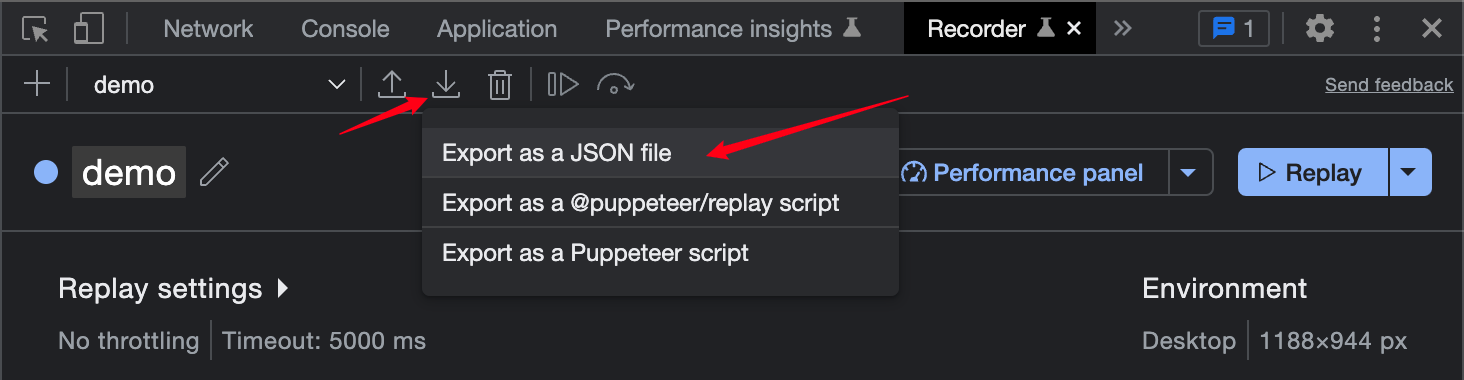 Network Console Application Performance insights Recorder 1
demo Send feedback
Export as a JSON file
demo Performance panel Replay
Export as a @puppeteer/replay script
Export as a Puppeteer script
Replay settings Environment
No throttling Timeout: 5000 ms Desktop 1188×944 px